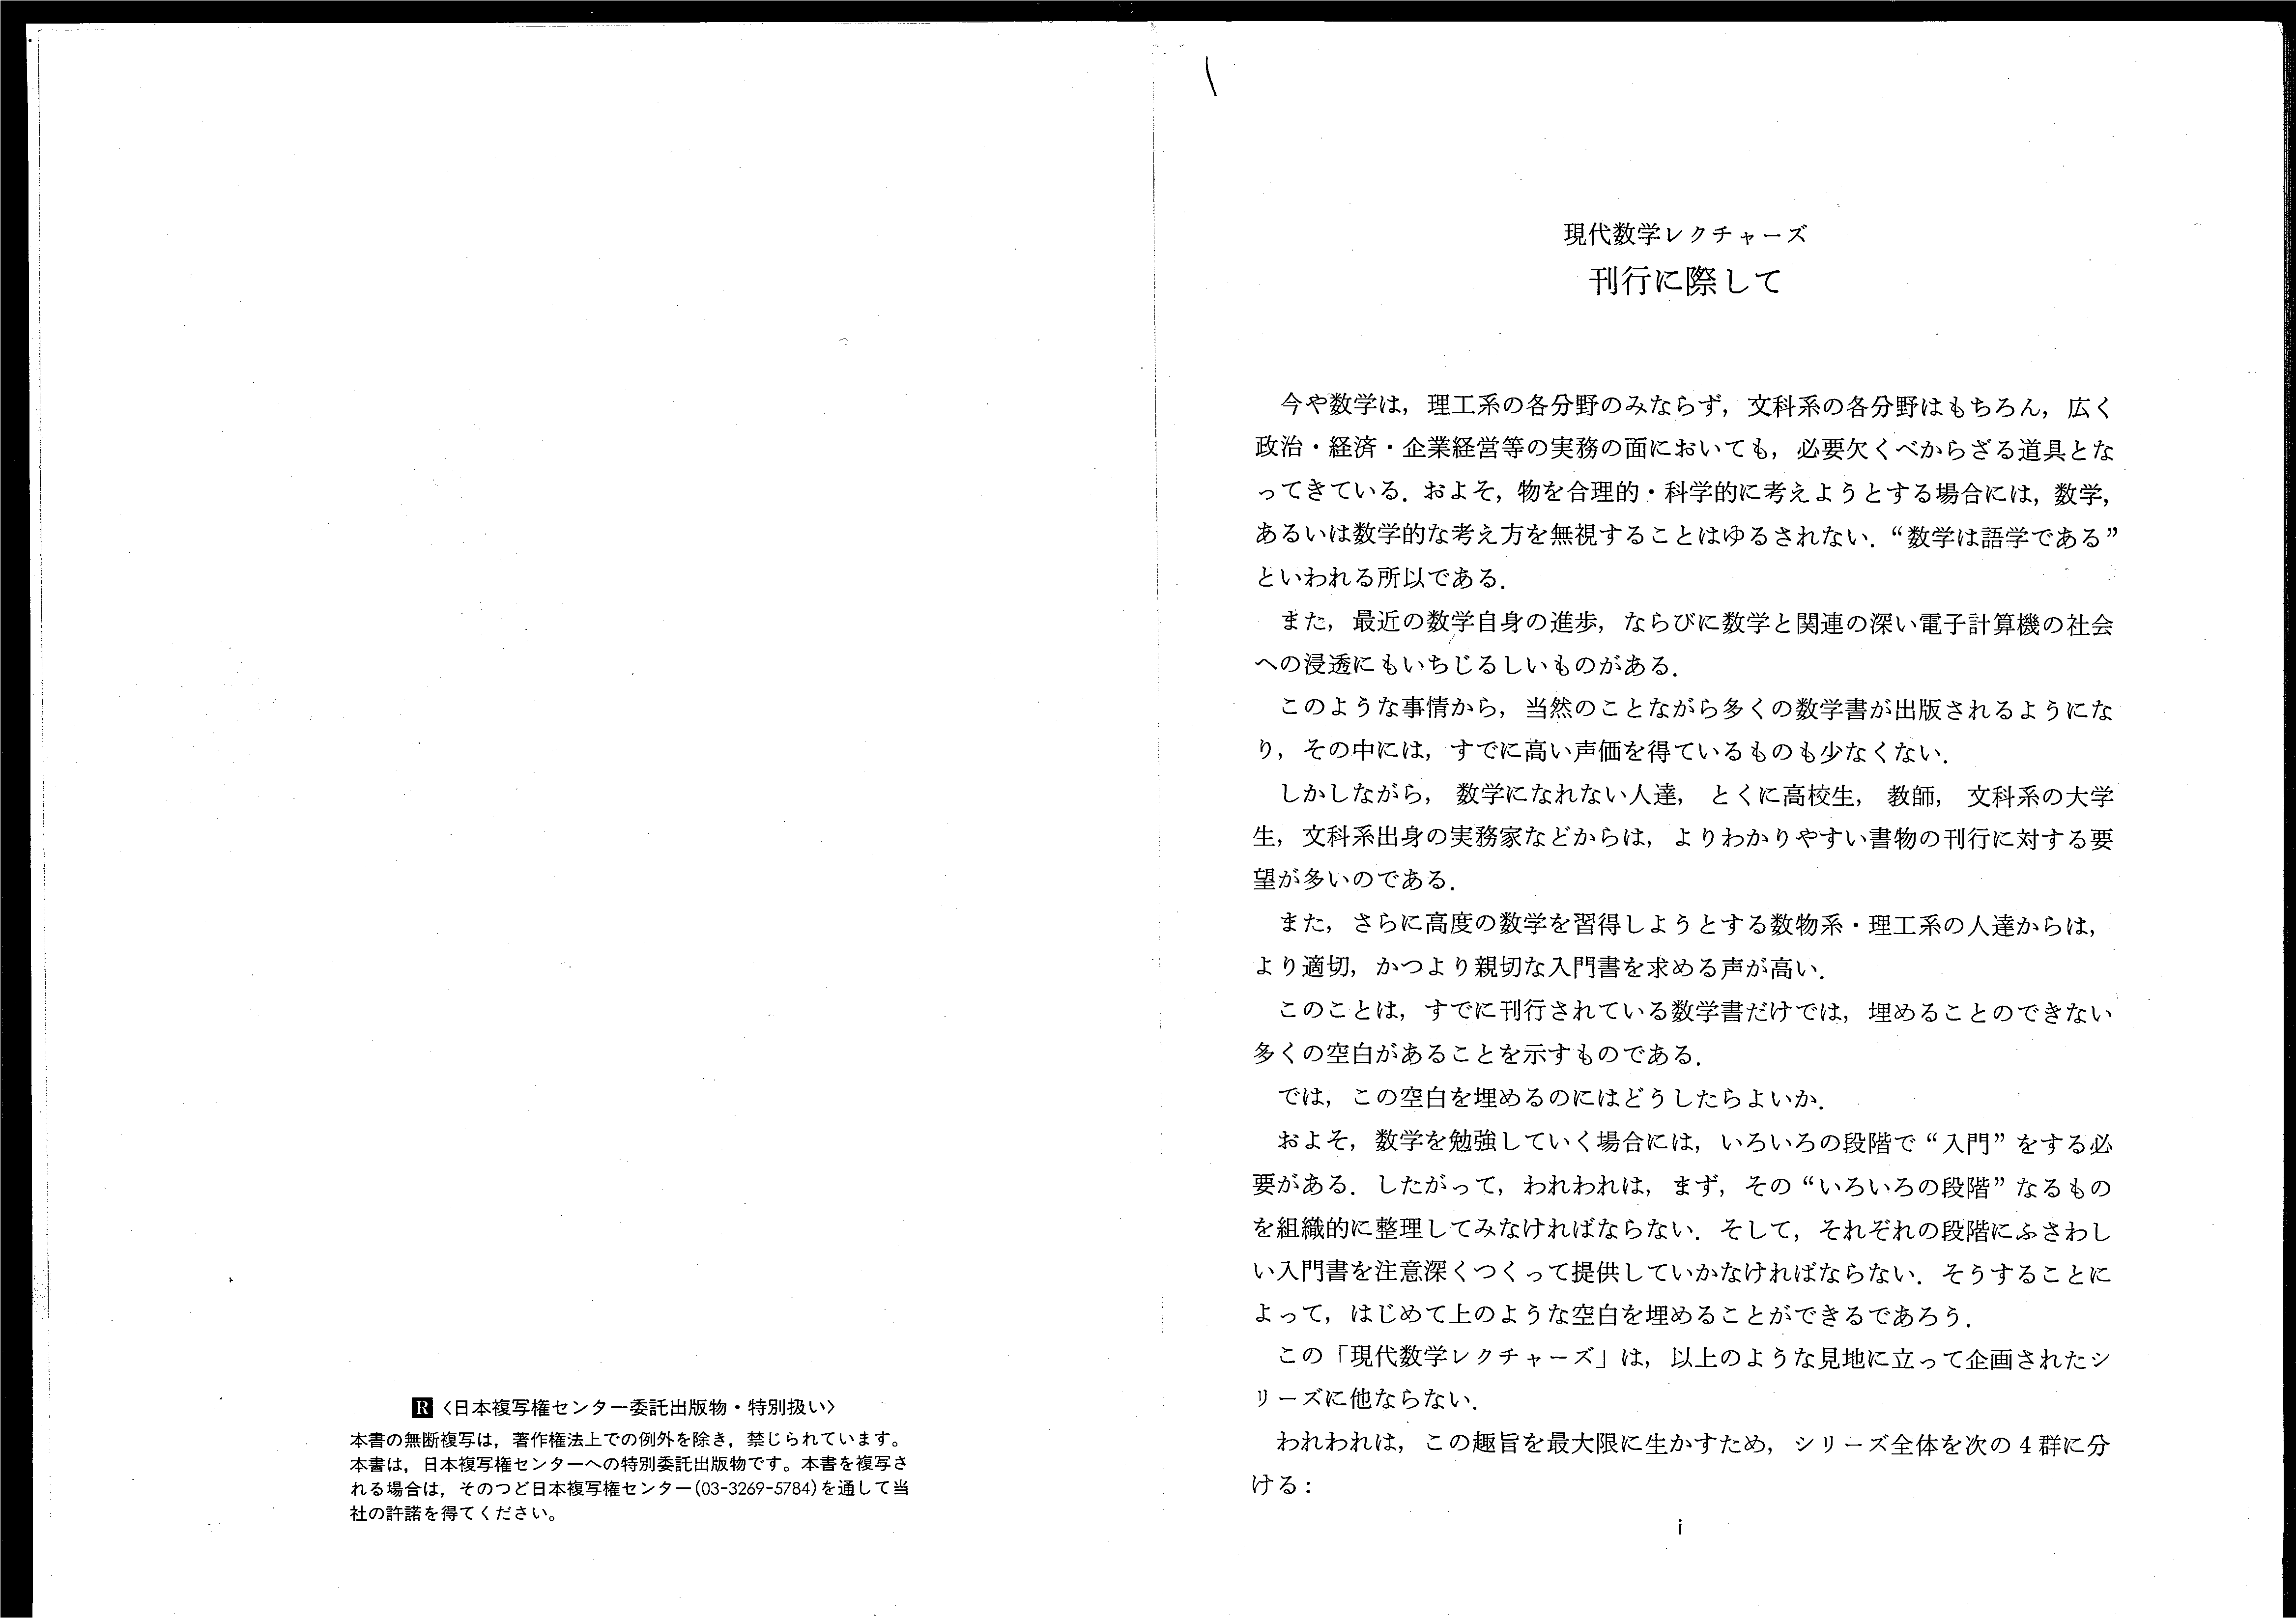 R〈日本複写権センター委託出版物・特別扱い〉
本書の無断複写は，著作権法上での例外を除き，禁じられています。
本書は，日本複写権センターへの特別委託出版物です。本書を複写さ
れる場合は，そのつど日本複写権センター(03-3269-5784)を通して当
社の許諾を得てください。
現代数学レクチャーズ
刊行に際して
今や数学は，理工系の各分野のみならず，文科系の各分野はもちろん，広く
政治・経済・企業経営等の実務の面においても，必要欠くべからざる道具とな
ってきている．およそ，物を合理的・科学的に考えようとする場合には，数学，
あるいは数学的な考え方を無視することはゆるされない．“数学は語学である”
といわれる所以である．
また，最近の数学自身の進歩，ならびに数学と関連の深い電子計算機の社会
への浸透にもいちじるしいものがある．
このような事情から，当然のことながら多くの数学書が出版されるようにな
り，その中には，すでに高い声価を得ているものも少なくない．
しかしながら，数学になれない人達，とくに高校生，教師，文科系の大学
生，文科系出身の実務家などからは，よりわかりやすい書物の刊行に対する要
望が多いのである．
また，さらに高度の数学を習得しようとする数物系・理工系の人達からは，
より適切，かつより親切な入門書を求める声が高い．
このことは，すでに刊行されている数学書だけでは，埋めることのできない
多くの空白があることを示すものである．
では，この空白を埋めるのにはどうしたらよいか．
およそ，数学を勉強していく場合には，いろいろの段階で“入門”をする必
要がある．したがって，われわれは，まず，その“いろいろの段階”なるもの
を組織的に整理してみなければならない．そして，それぞれの段階にふさわし
い入門書を注意深くつくって提供していかなければならない．そうすることに
よって，はじめて上のような空白を埋めることができるであろう．
この「現代数学レクチャーズ」は，以上のような見地に立って企画されたシ
リーズに他ならない．
われわれは，この趣旨を最大限に生かすため，シリーズ全体を次の4群に分
ける：
i